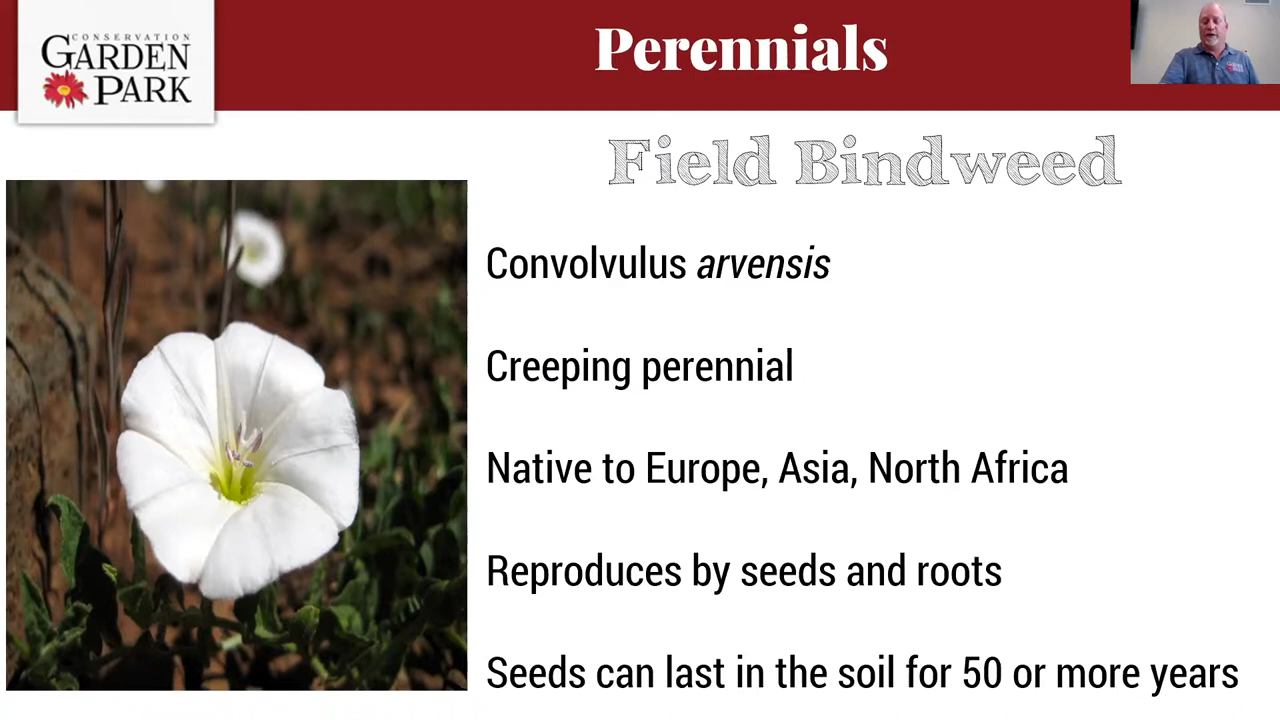 CONSERVATION
GARDEN
PARK
Perennials
Field Bindweed
Convolvulus arvensis
Creeping perennial
Native to Europe, Asia, North Africa
Reproduces by seeds and roots
Seeds can last in the soil for 50 or more years